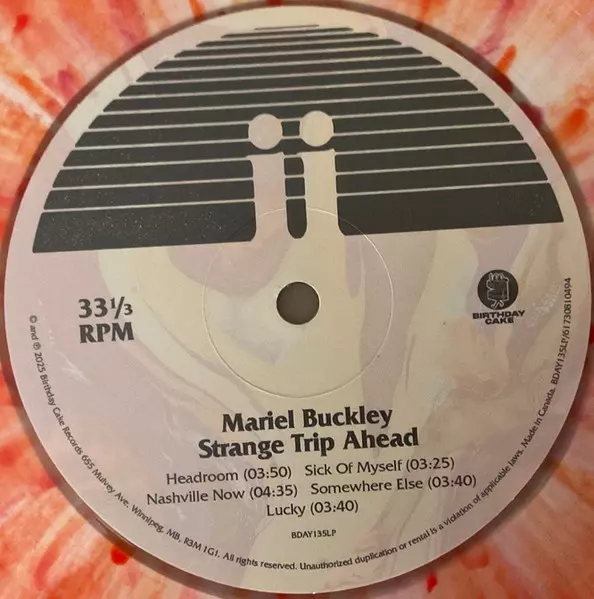 ii
33⅓
RPM
BIRTHDAY
CAKE
Mariel Buckley
Strange Trip Ahead
Headroom (03:50) Sick Of Myself (03:25)
Nashville Now (04:35) Somewhere Else (03:40)
Lucky (03:40)
BDAY135LP
© and ℗ 2025 Birthday Cake Records 695 Mulvey Ave. Winnipeg, MB, R3M 1G1. All rights reserved. Unauthorized duplication or rental is a violation of applicable laws. Made in Canada. BDAY135LP/61730810494